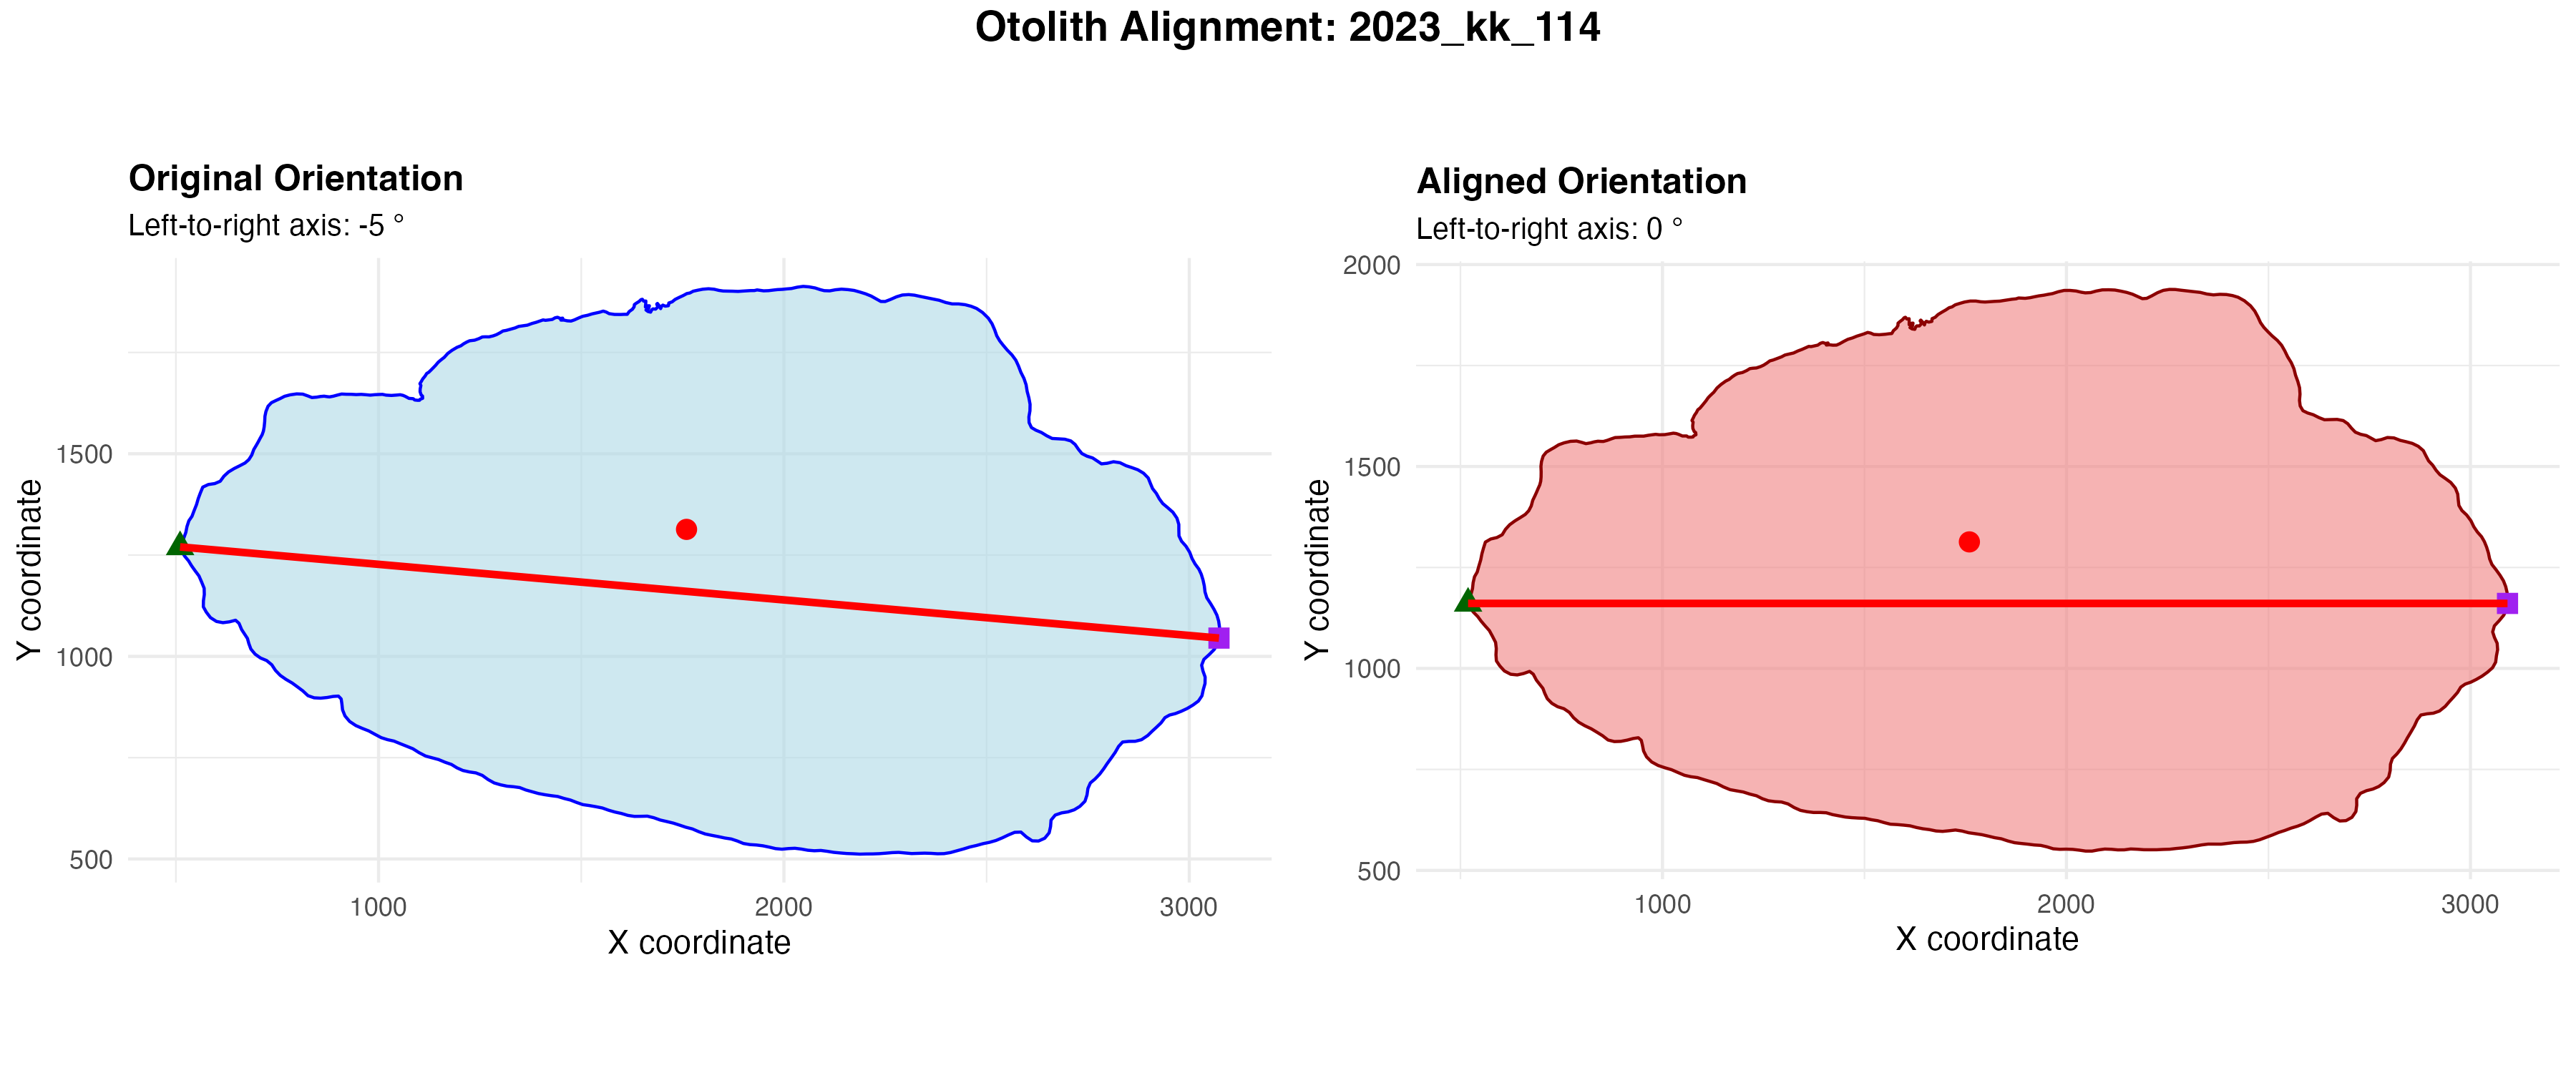 Otolith Alignment: 2023_kk_114
Original Orientation
Left-to-right axis: -5 °
Y coordinate
1500
1000
500
1000
2000
3000
X coordinate
Aligned Orientation
Left-to-right axis: 0 °
Y coordinate
2000
1500
1000
500
1000
2000
3000
X coordinate